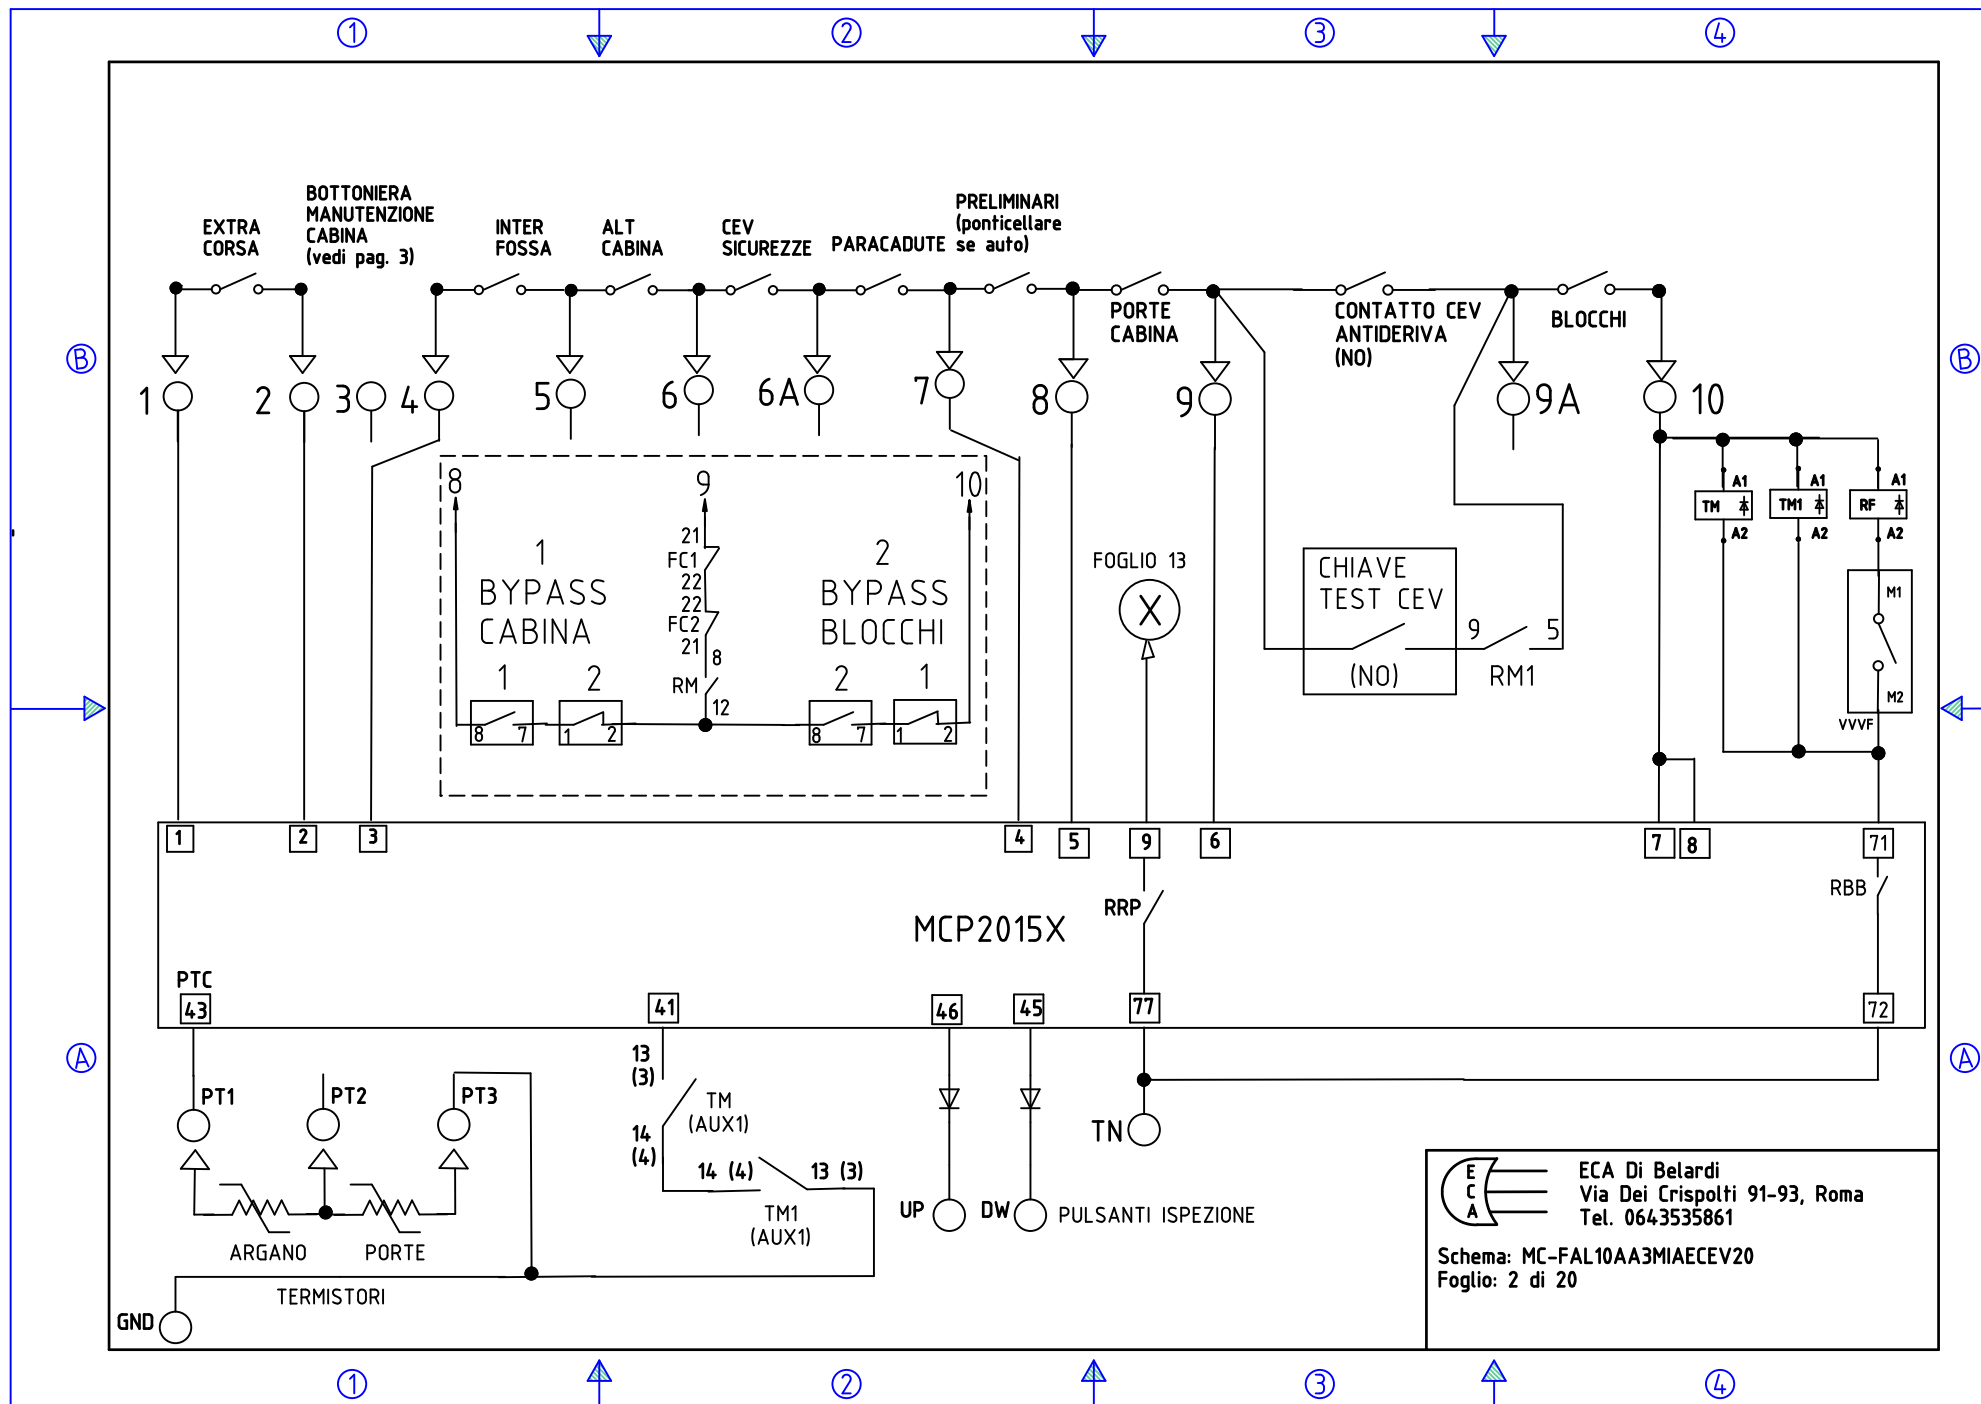 1 2 3 4
EXTRA
CORSA
BOTTONIERA
MANUTENZIONE
CABINA
(vedi pag. 3)
INTER
FOSSA
ALT
CABINA
CEV
SICUREZZE
PARACADUTE
PRELIMINARI
(ponticellare
se auto)
PORTE
CABINA
CONTATTO CEV
ANTIDERIVA
(NO)
BLOCCHI
B B
1 2 3 4 5 6 6A 7 8 9 9A 10
8 9 10
21
FC1
22
22
FC2
21
8
RM
12
1
BYPASS
CABINA
2
BYPASS
BLOCCHI
1 2 2 1
8 7 1 2 8 7 1 2
FOGLIO 13
X
CHIAVE
TEST CEV
(NO)
9 5
RM1
A1 A1 A1
TM TM1 RF
A2 A2 A2
M1
M2
VVVF
1 2 3 4 5 9 6 7 8 71
RRP
RBB
MCP2015X
PTC
43 41 46 45 77 72
A A
PT1 PT2 PT3
13
(3)
TM
(AUX1)
14
(4)
14 (4) 13 (3)
TM1
(AUX1)
TN
UP DW PULSANTI ISPEZIONE
ARGANO PORTE
TERMISTORI
GND
E
C
A
ECA Di Belardi
Via Dei Crispolti 91-93, Roma
Tel. 0643535861
Schema: MC-FAL10AA3MIAECEV20
Foglio: 2 di 20
1 2 3 4